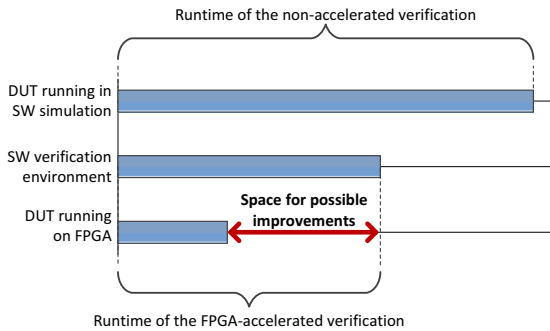 Runtime of the non-accelerated verification
DUT running in
SW simulation
SW verification
environment
Space for possible
improvements
DUT running
on FPGA
Runtime of the FPGA-accelerated verification